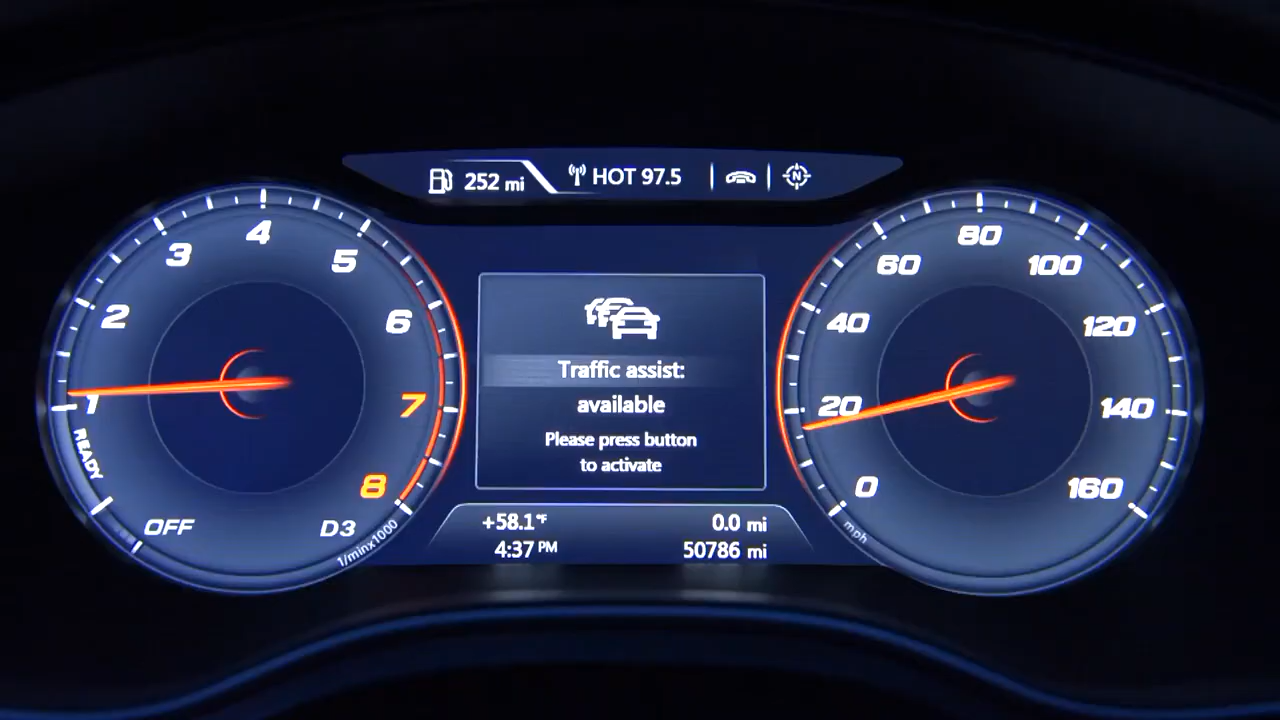 252 mi
HOT 97.5
N
4
3
5
2
6
1
7
READY
8
OFF
D3
1/minx1000
Traffic assist:
available
Please press button
to activate
+58.1°F
0.0 mi
4:37 PM
50786 mi
80
60
100
40
120
20
140
0
160
mph